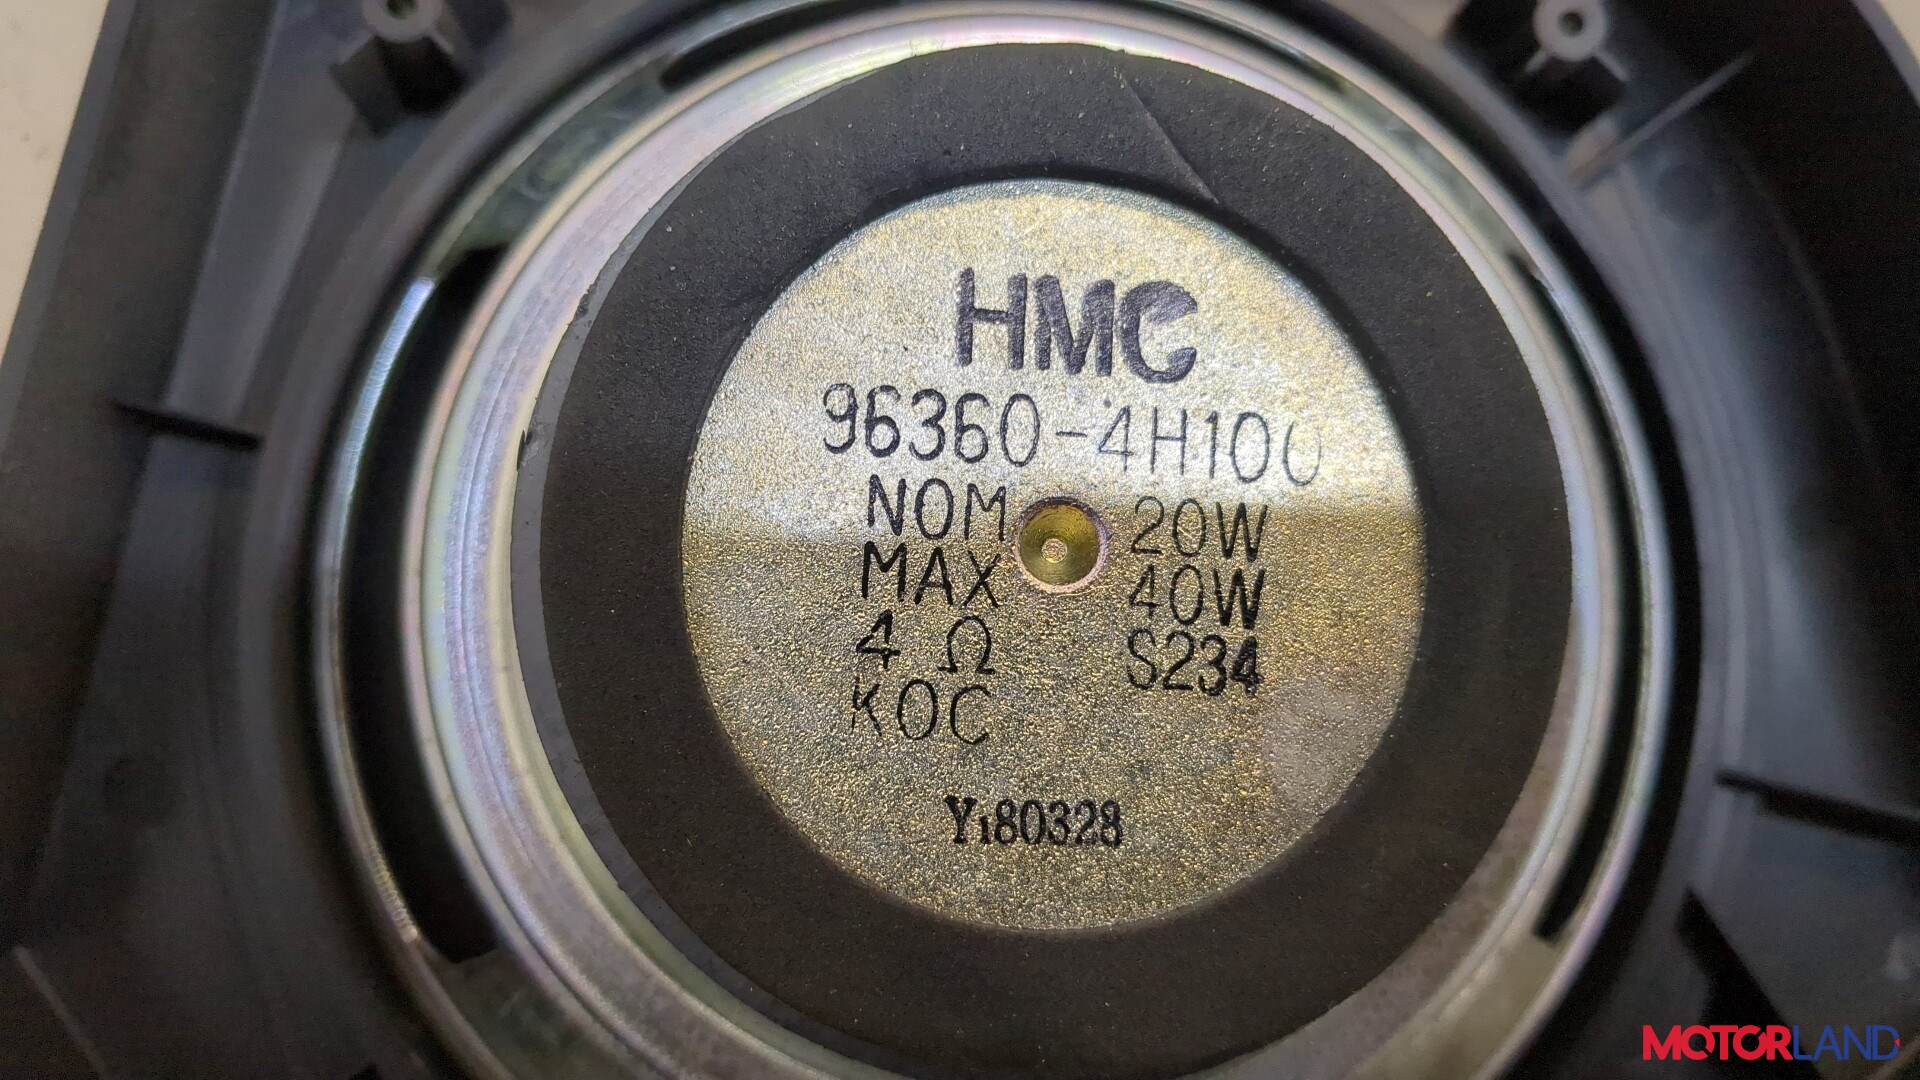 HMC
96360-4H100
NOM 20W
MAX 40W
4 Ω S234
KOC
Y180328
MOTORLAND